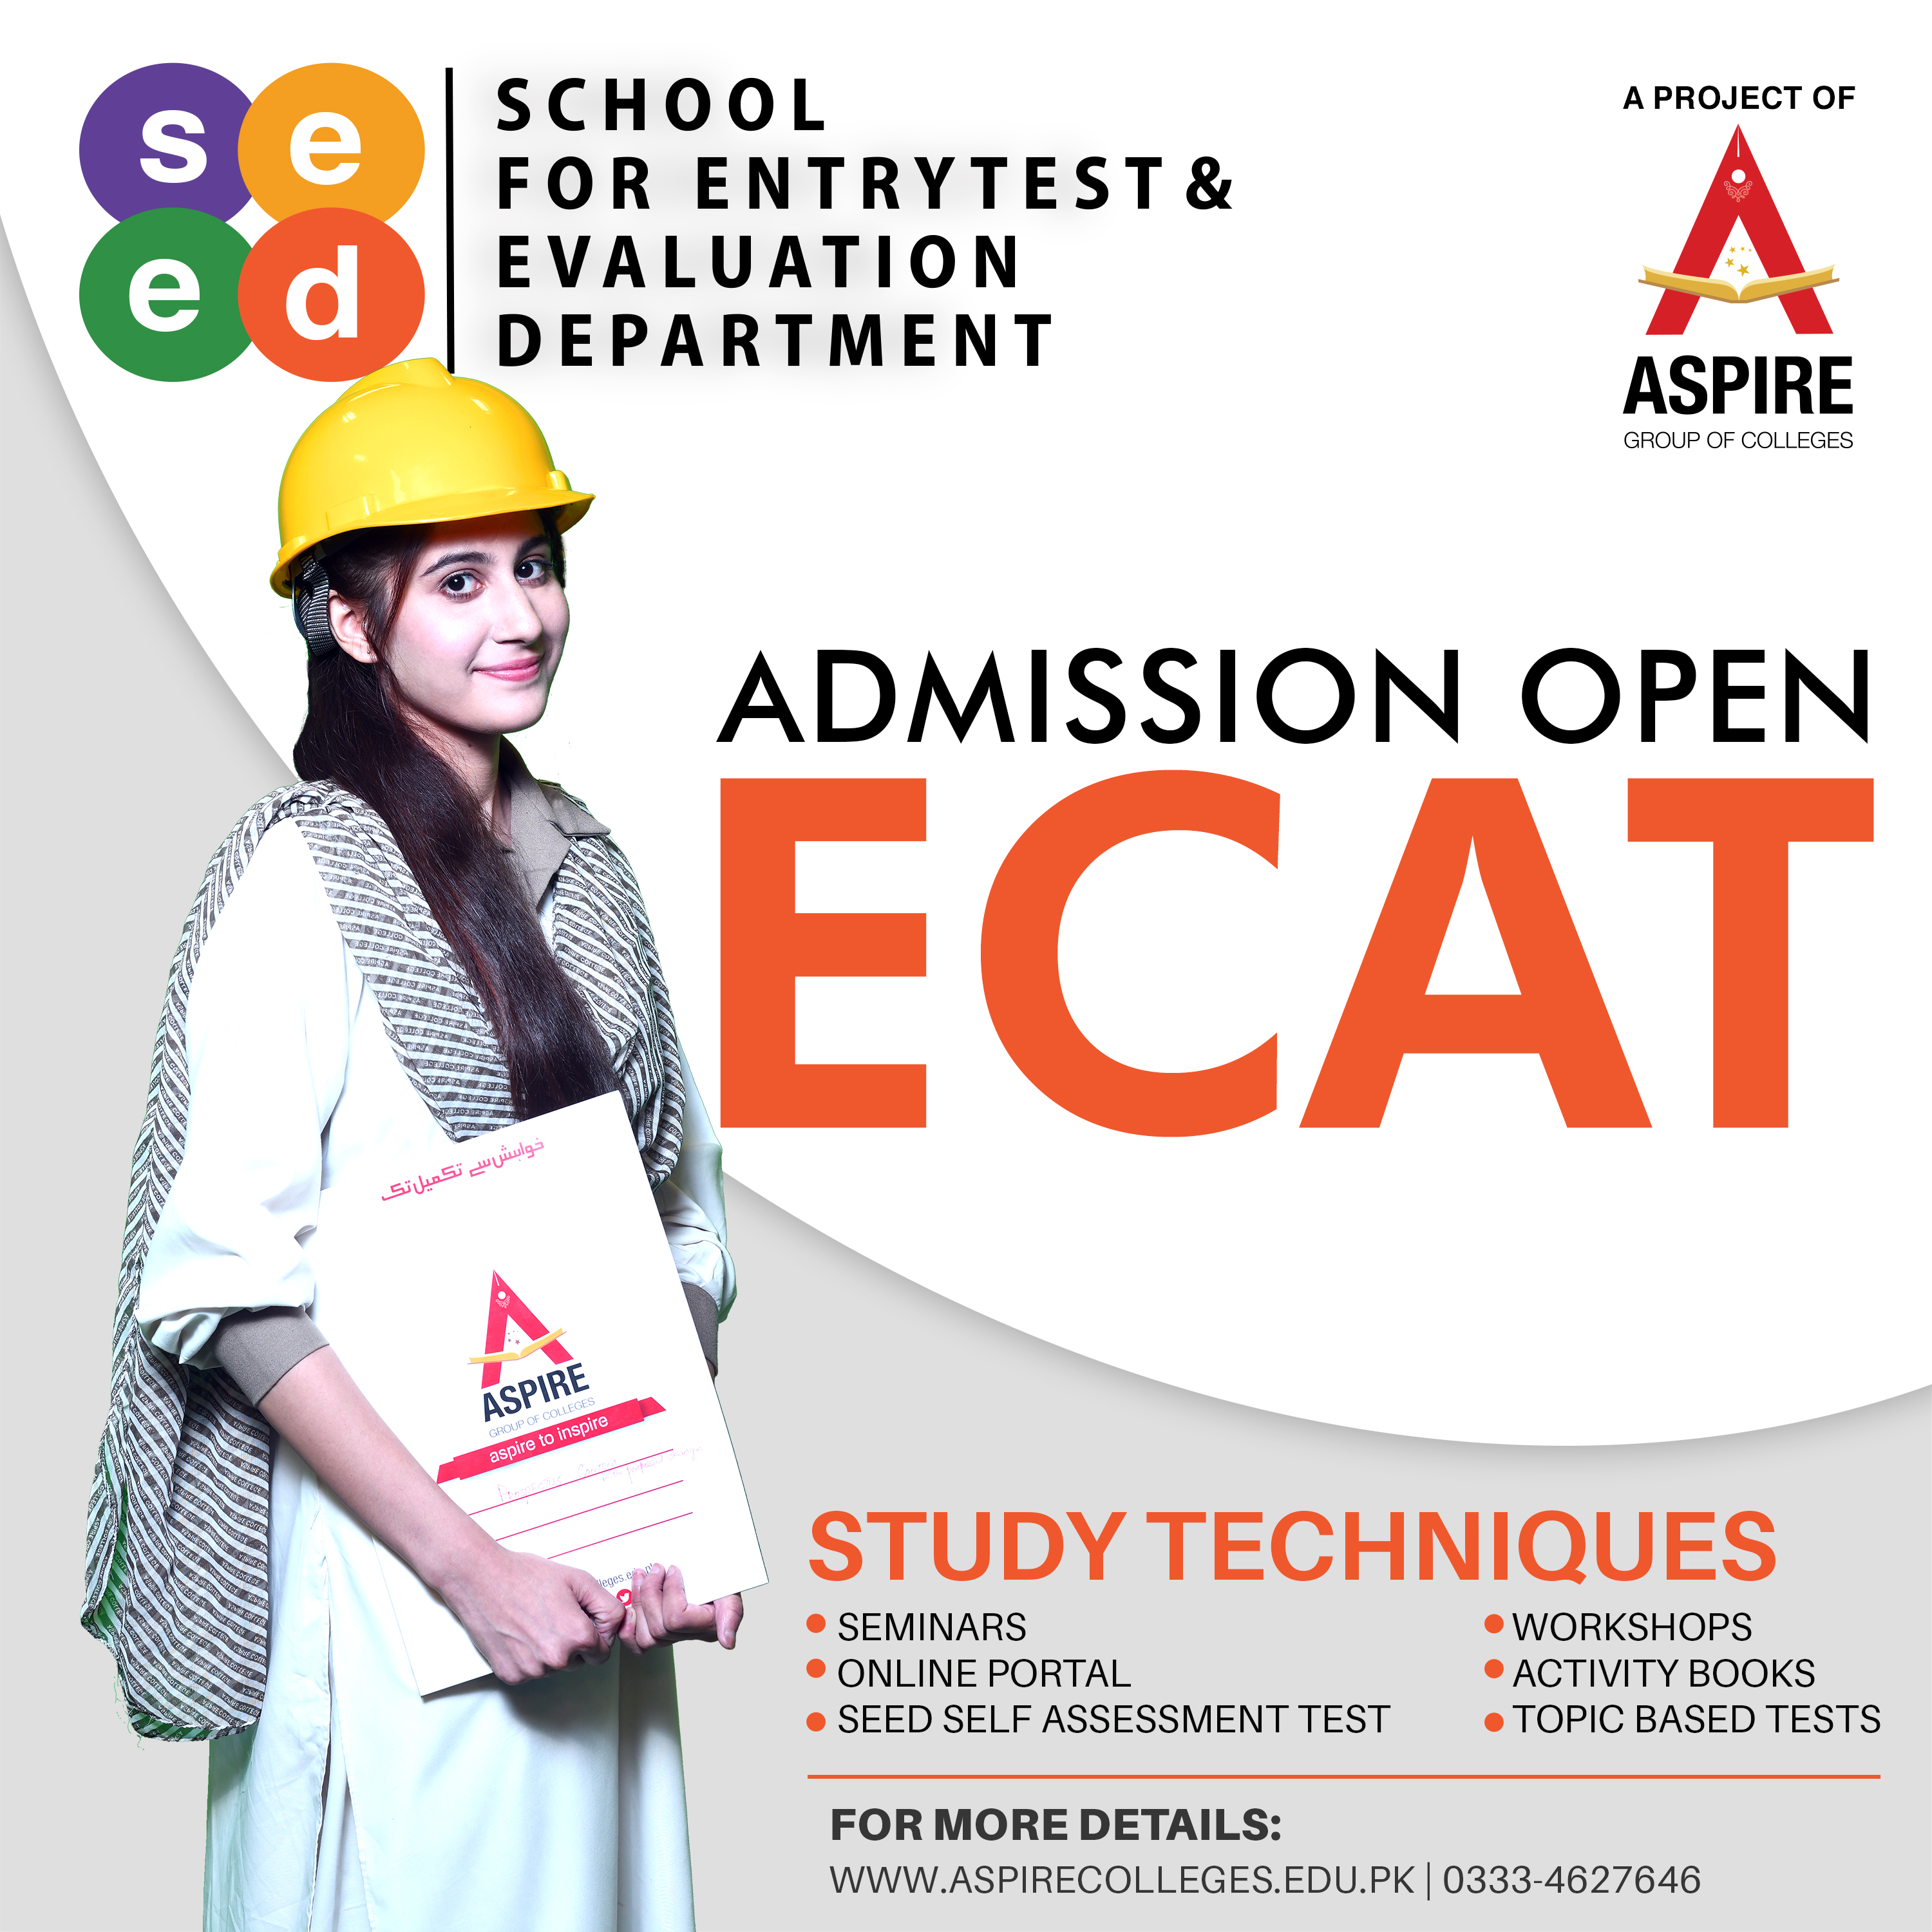 se
ed
SCHOOL
FOR ENTRYTEST &
EVALUATION
DEPARTMENT
A PROJECT OF
ASPIRE
GROUP OF COLLEGES
ADMISSION OPEN
ECAT
خواہش سے تکمیل تک
ASPIRE
GROUP OF COLLEGES
aspire to inspire
STUDY TECHNIQUES
SEMINARS
ONLINE PORTAL
SEED SELF ASSESSMENT TEST
WORKSHOPS
ACTIVITY BOOKS
TOPIC BASED TESTS
FOR MORE DETAILS:
WWW.ASPIRECOLLEGES.EDU.PK | 0333-4627646